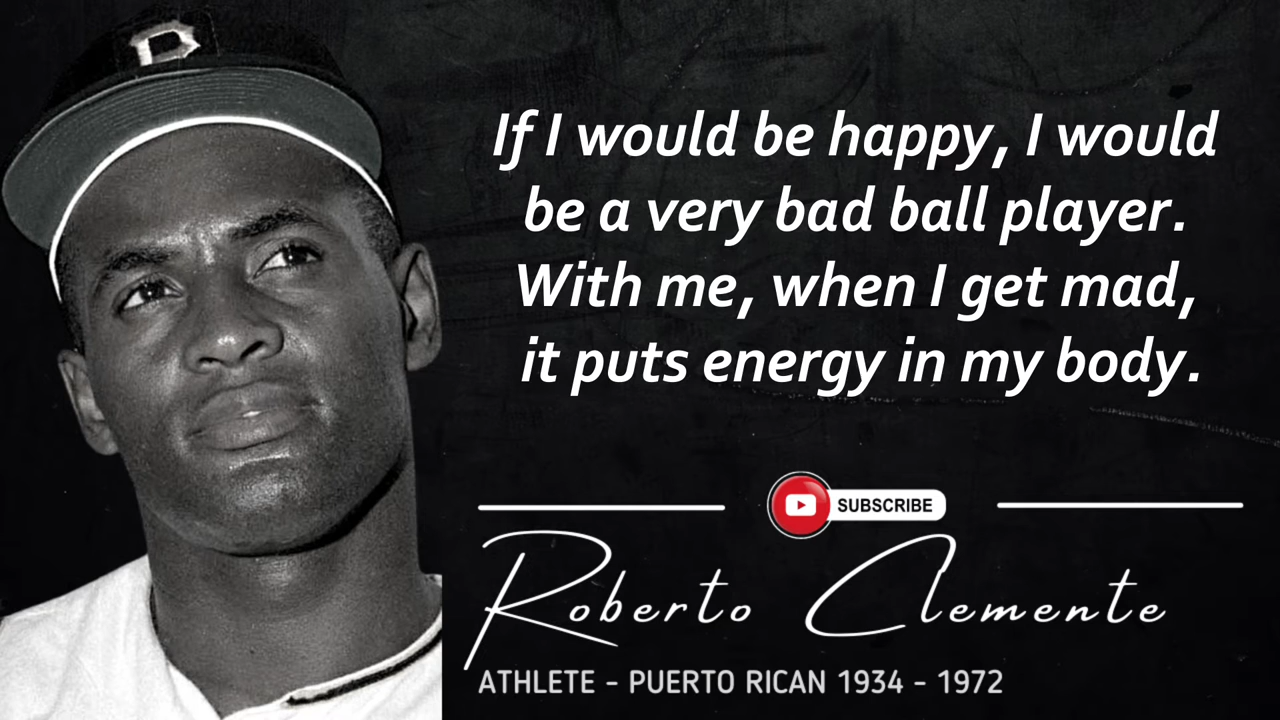 If I would be happy, I would
be a very bad ball player.
With me, when I get mad,
it puts energy in my body.
SUBSCRIBE
Roberto Clemente
ATHLETE - PUERTO RICAN 1934 - 1972